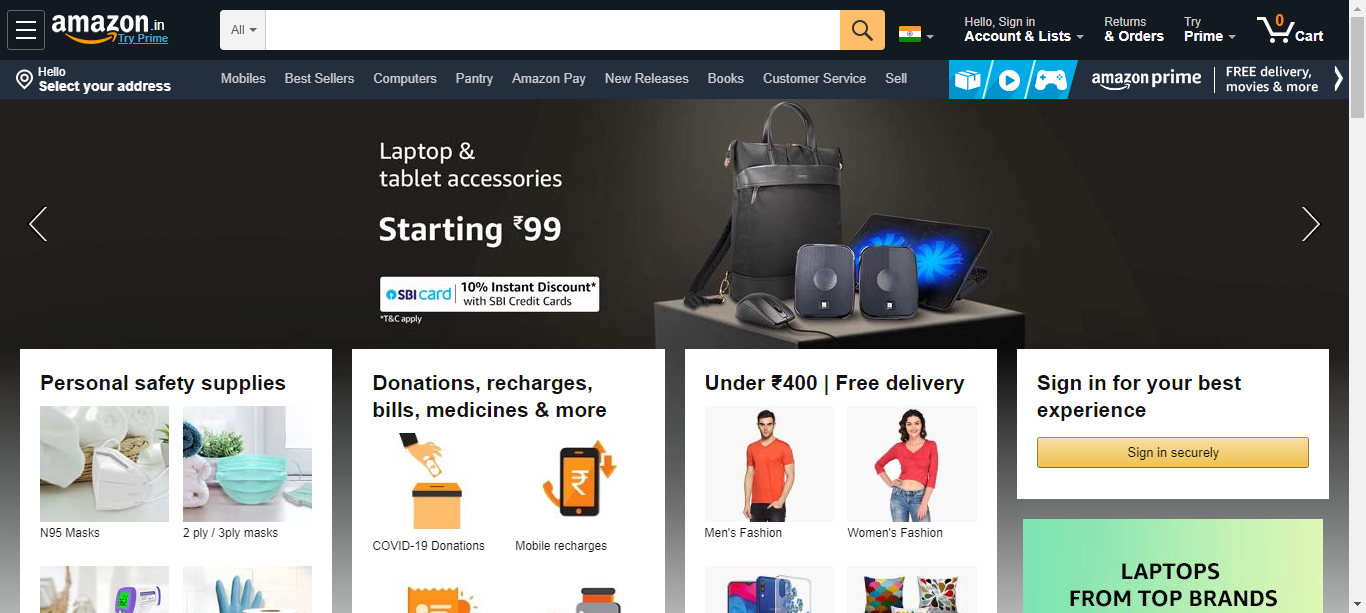 amazon.in
Try Prime
All
Hello, Sign in
Account & Lists
Returns
& Orders
Try
Prime
0
Cart
Hello
Select your address
Mobiles
Best Sellers
Computers
Pantry
Amazon Pay
New Releases
Books
Customer Service
Sell
amazon prime
FREE delivery,
movies & more
Laptop &
tablet accessories
Starting ₹99
SBI card
10% Instant Discount*
with SBI Credit Cards
*T&C apply
Personal safety supplies
N95 Masks
2 ply / 3ply masks
Donations, recharges,
bills, medicines & more
₹
COVID-19 Donations
Mobile recharges
Under ₹400 | Free delivery
Men's Fashion
Women's Fashion
Sign in for your best
experience
Sign in securely
LAPTOPS
FROM TOP BRANDS